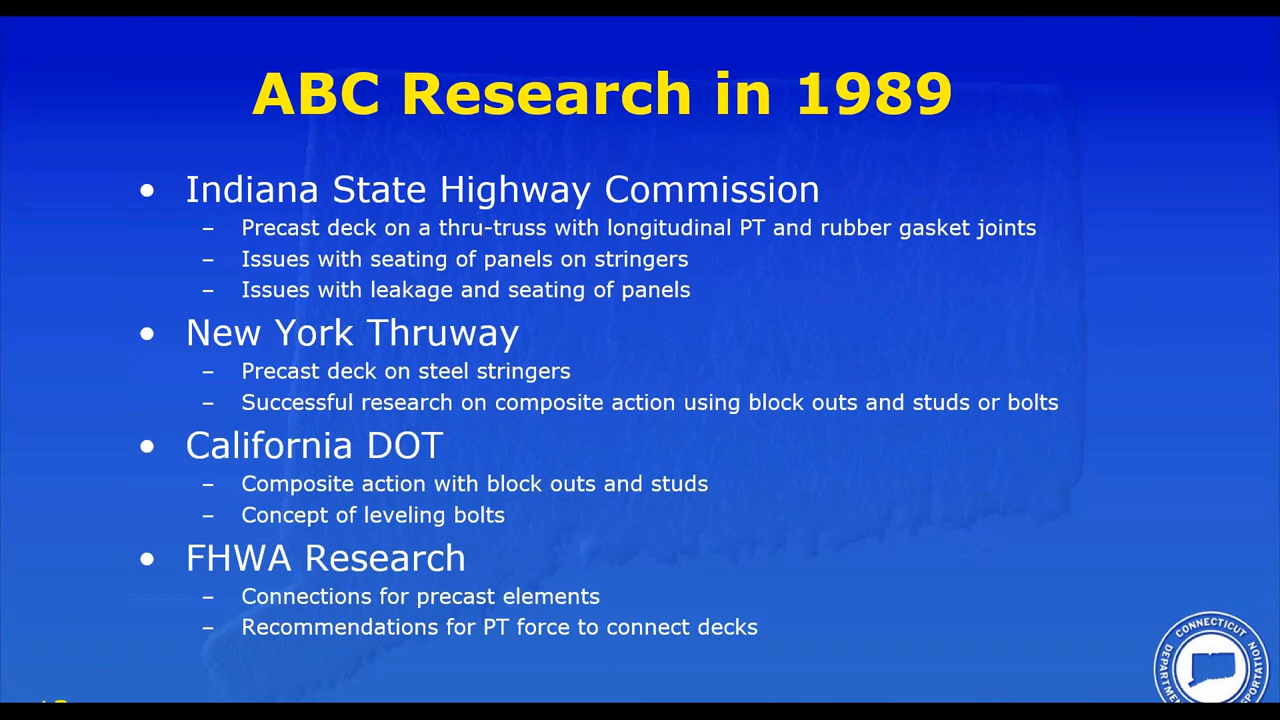 ABC Research in 1989
• Indiana State Highway Commission
– Precast deck on a thru-truss with longitudinal PT and rubber gasket joints
– Issues with seating of panels on stringers
– Issues with leakage and seating of panels
• New York Thruway
– Precast deck on steel stringers
– Successful research on composite action using block outs and studs or bolts
• California DOT
– Composite action with block outs and studs
– Concept of leveling bolts
• FHWA Research
– Connections for precast elements
– Recommendations for PT force to connect decks
CONNECTICUT